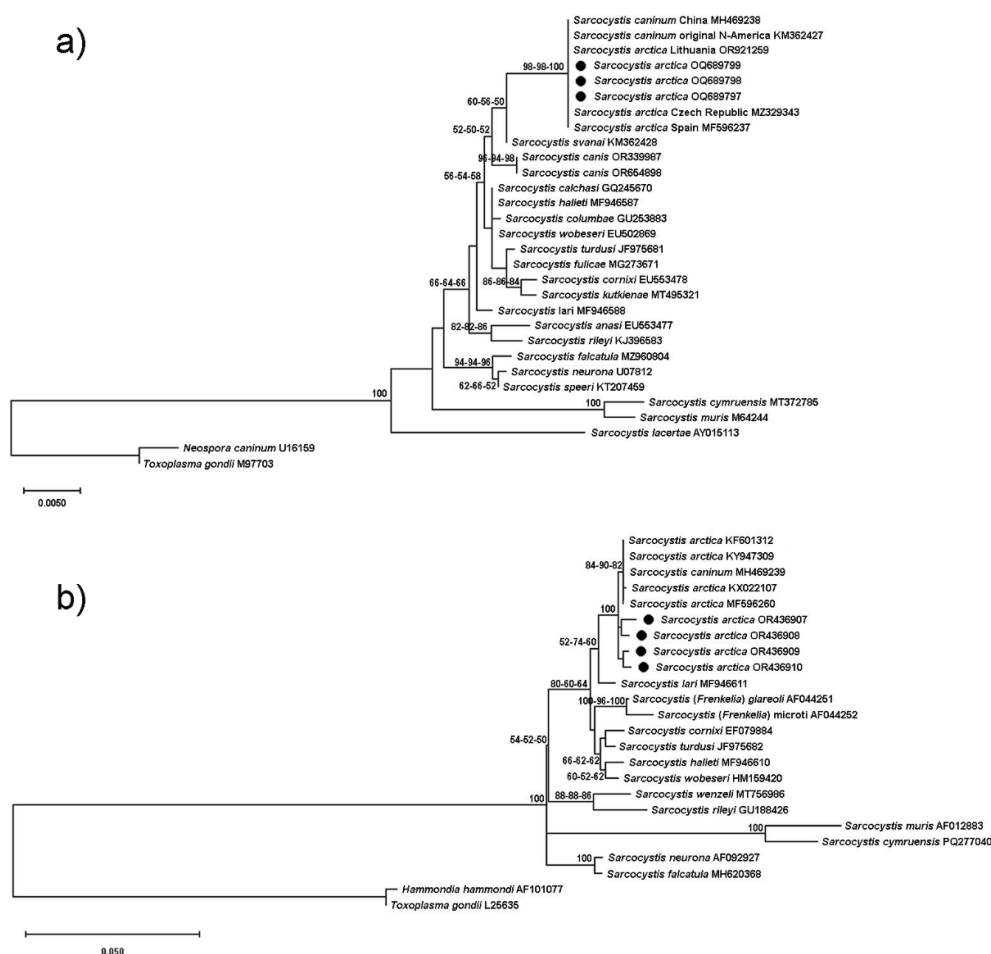 a)
Sarcocystis caninum China MH469238
Sarcocystis caninum original N-America KM362427
Sarcocystis arctica Lithuania OR921259
98-98-100
Sarcocystis arctica OQ689799
Sarcocystis arctica OQ689798
Sarcocystis arctica OQ689797
60-56-50
Sarcocystis arctica Czech Republic MZ329343
Sarcocystis arctica Spain MF596237
52-50-52
Sarcocystis svanai KM362428
96-94-98
Sarcocystis canis OR339987
Sarcocystis canis OR654898
56-54-58
Sarcocystis calchasi GQ245670
Sarcocystis halieti MF946587
Sarcocystis columbae GU253883
Sarcocystis wobeseri EU502869
Sarcocystis turdusi JF975681
Sarcocystis fulicae MG273671
66-64-66
86-86-84
Sarcocystis cornixi EU553478
Sarcocystis kutkienae MT495321
Sarcocystis lari MF946588
82-82-86
Sarcocystis anasi EU553477
Sarcocystis rileyi KJ396583
94-94-96
Sarcocystis falcatula MZ960804
Sarcocystis neurona U07812
62-66-52
Sarcocystis speeri KT207459
100
100
Sarcocystis cymruensis MT372785
Sarcocystis muris M64244
Sarcocystis lacertae AY015113
Neospora caninum U16159
Toxoplasma gondii M97703
0.0050
b)
Sarcocystis arctica KF601312
Sarcocystis arctica KY947309
84-90-82
Sarcocystis caninum MH469239
Sarcocystis arctica KX022107
Sarcocystis arctica MF596260
100
Sarcocystis arctica OR436907
Sarcocystis arctica OR436908
52-74-60
Sarcocystis arctica OR436909
Sarcocystis arctica OR436910
80-60-64
Sarcocystis lari MF946611
100-96-100
Sarcocystis (Frenkelia) glareoli AF044251
Sarcocystis (Frenkelia) microti AF044252
54-52-50
Sarcocystis cornixi EF079884
Sarcocystis turdusi JF975682
66-62-62
Sarcocystis halieti MF946610
60-52-62
Sarcocystis wobeseri HM159420
88-88-86
Sarcocystis wenzeli MT756986
Sarcocystis rileyi GU188426
100
100
Sarcocystis muris AF012883
Sarcocystis cymruensis PQ277040
100
Sarcocystis neurona AF092927
Sarcocystis falcatula MH620368
Hammondia hammondi AF101077
Toxoplasma gondii L25635
0.050